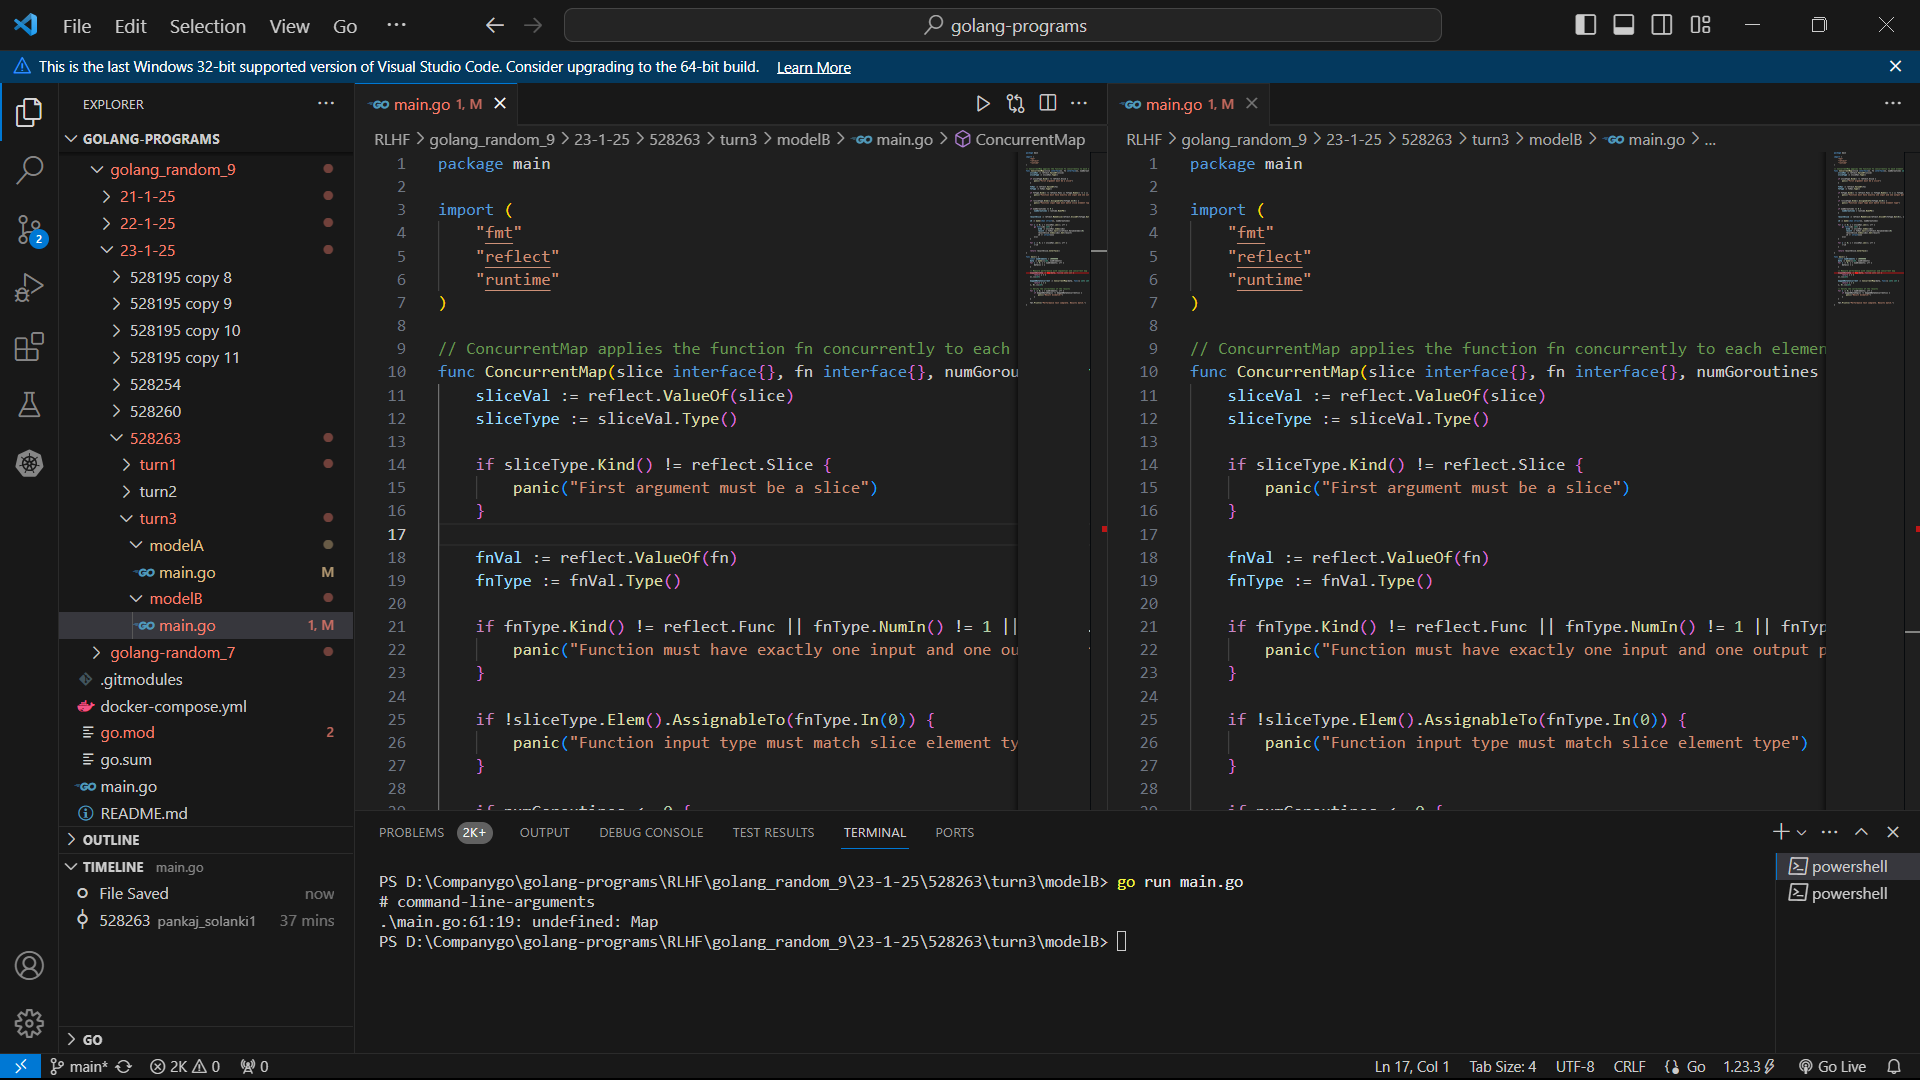 File Edit Selection View Go ···
golang-programs
This is the last Windows 32-bit supported version of Visual Studio Code. Consider upgrading to the 64-bit build. Learn More
EXPLORER
GOLANG-PROGRAMS
golang_random_9
21-1-25
22-1-25
23-1-25
528195 copy 8
528195 copy 9
528195 copy 10
528195 copy 11
528254
528260
528263
turn1
turn2
turn3
modelA
main.go M
modelB
main.go 1, M
golang-random_7
.gitmodules
docker-compose.yml
go.mod 2
go.sum
main.go
README.md
OUTLINE
TIMELINE main.go
File Saved now
528263 pankaj_solanki1 37 mins
GO
2
main.go 1, M
RLHF > golang_random_9 > 23-1-25 > 528263 > turn3 > modelB > main.go > ConcurrentMap
1 package main
2
3 import (
4 "fmt"
5 "reflect"
6 "runtime"
7 )
8
9 // ConcurrentMap applies the function fn concurrently to each
10 func ConcurrentMap(slice interface{}, fn interface{}, numGorou
11 sliceVal := reflect.ValueOf(slice)
12 sliceType := sliceVal.Type()
13
14 if sliceType.Kind() != reflect.Slice {
15 panic("First argument must be a slice")
16 }
17
18 fnVal := reflect.ValueOf(fn)
19 fnType := fnVal.Type()
20
21 if fnType.Kind() != reflect.Func || fnType.NumIn() != 1 ||
22 panic("Function must have exactly one input and one ou
23 }
24
25 if !sliceType.Elem().AssignableTo(fnType.In(0)) {
26 panic("Function input type must match slice element ty
27 }
28
main.go 1, M
RLHF > golang_random_9 > 23-1-25 > 528263 > turn3 > modelB > main.go > ...
1 package main
2
3 import (
4 "fmt"
5 "reflect"
6 "runtime"
7 )
8
9 // ConcurrentMap applies the function fn concurrently to each elemen
10 func ConcurrentMap(slice interface{}, fn interface{}, numGoroutines
11 sliceVal := reflect.ValueOf(slice)
12 sliceType := sliceVal.Type()
13
14 if sliceType.Kind() != reflect.Slice {
15 panic("First argument must be a slice")
16 }
17
18 fnVal := reflect.ValueOf(fn)
19 fnType := fnVal.Type()
20
21 if fnType.Kind() != reflect.Func || fnType.NumIn() != 1 || fnTyp
22 panic("Function must have exactly one input and one output p
23 }
24
25 if !sliceType.Elem().AssignableTo(fnType.In(0)) {
26 panic("Function input type must match slice element type")
27 }
28
PROBLEMS 2K+ OUTPUT DEBUG CONSOLE TEST RESULTS TERMINAL PORTS
PS D:\Companygo\golang-programs\RLHF\golang_random_9\23-1-25\528263\turn3\modelB> go run main.go
# command-line-arguments
.\main.go:61:19: undefined: Map
PS D:\Companygo\golang-programs\RLHF\golang_random_9\23-1-25\528263\turn3\modelB>
powershell
powershell
main* 2K 0 0 Ln 17, Col 1 Tab Size: 4 UTF-8 CRLF Go 1.23.3 Go Live